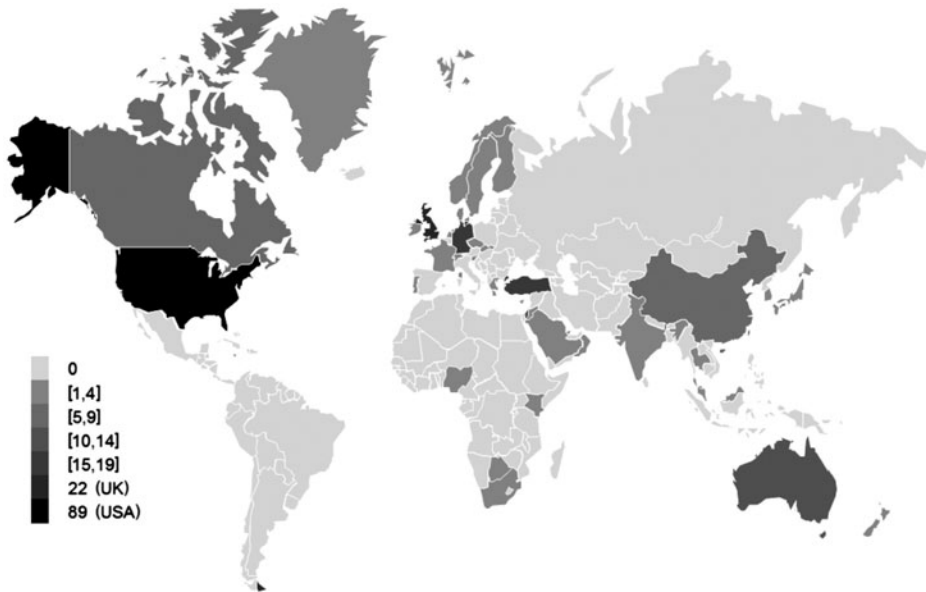 0
[1,4]
[5,9]
[10,14]
[15,19]
22 (UK)
89 (USA)